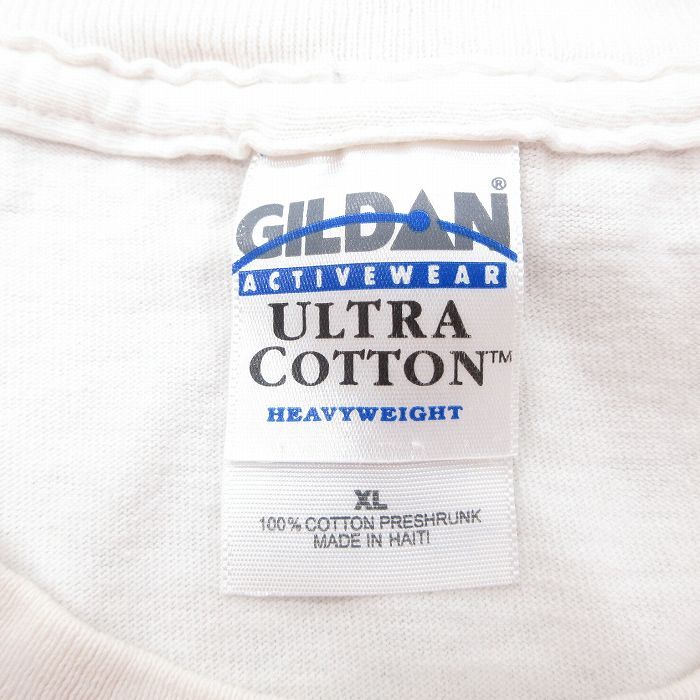 GILDAN®
ACTIVEWEAR
ULTRA
COTTON™
HEAVYWEIGHT
XL
100% COTTON PRESHRUNK
MADE IN HAITI